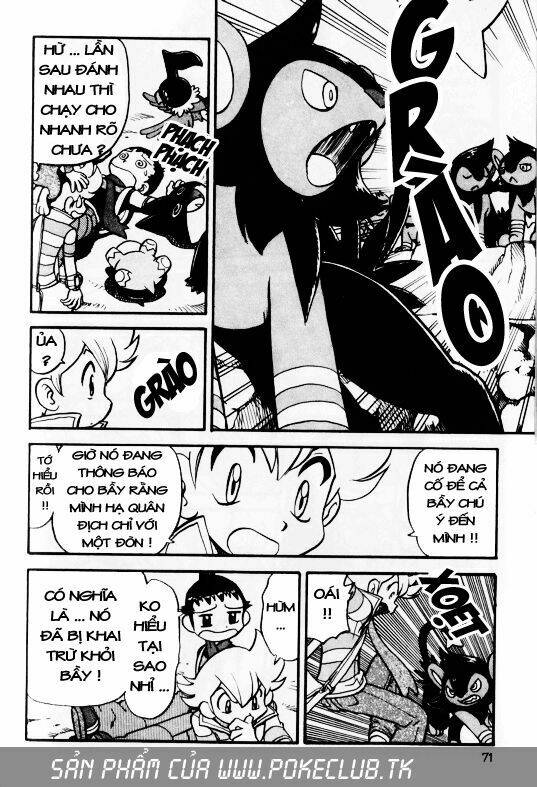 GRÀO
HỪ ... LẦN
SAU ĐÁNH
NHAU THÌ
CHẠY CHO
NHANH RÕ
CHƯA ?
PHẠCH
PHẠCH
ỦA
?
GRÀO
NÓ ĐANG
CỐ ĐỂ CẢ
BẦY CHÚ
Ý ĐẾN
MÌNH !!
GIỜ NÓ ĐANG
THÔNG BÁO
CHO BẦY RẰNG
MÌNH HẠ QUÂN
ĐỊCH CHỈ VỚI
MỘT ĐÒN !
TỚ
HIỂU
RỒI
!!
XOẸT
OÁI
!!
HỪM
...
KO
HIỂU
TẠI
SAO
NHỈ ...
CÓ NGHĨA
LÀ ... NÓ
ĐÃ BỊ KHAI
TRỪ KHỎI
BẦY !
71
SẢN PHẨM CỦA WWW.POKECLUB.TK